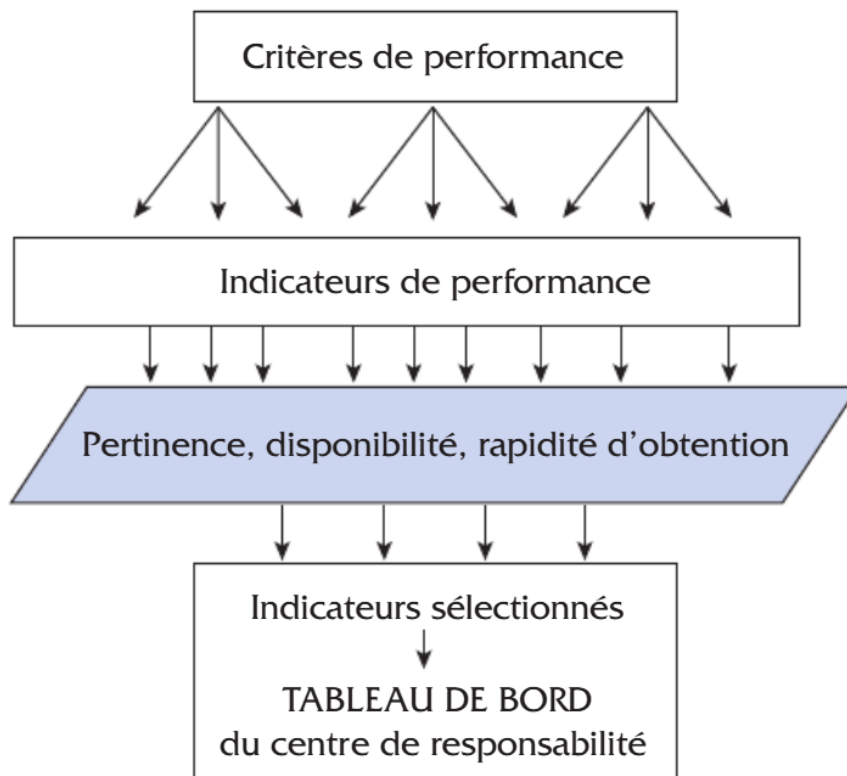 Critères de performance
Indicateurs de performance
Pertinence, disponibilité, rapidité d’obtention
Indicateurs sélectionnés
TABLEAU DE BORD
du centre de responsabilité